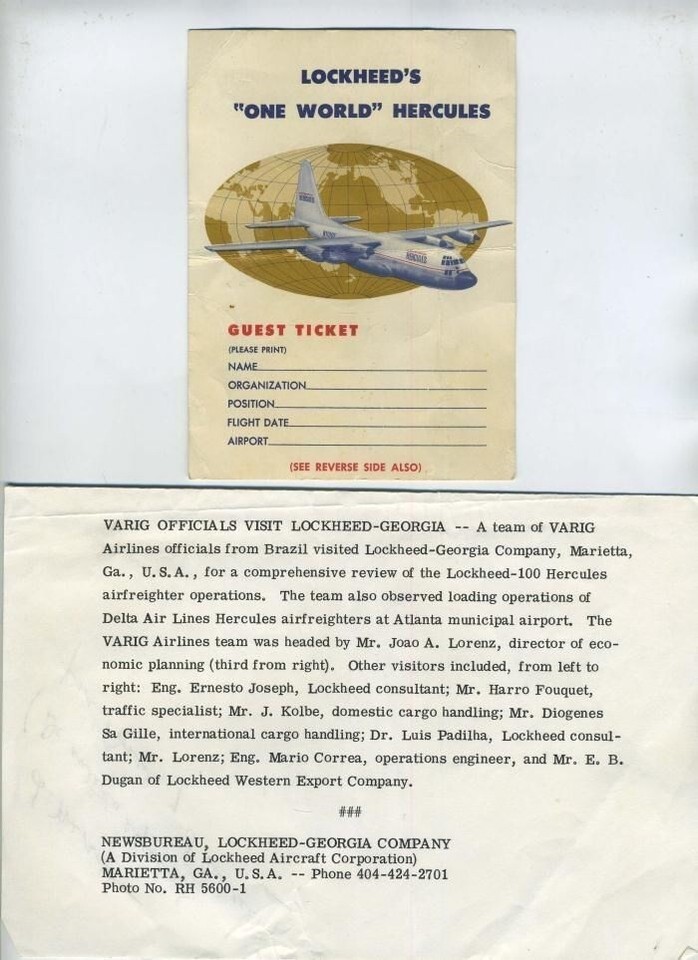 LOCKHEED'S
"ONE WORLD" HERCULES
HERCULES
GUEST TICKET
(PLEASE PRINT)
NAME
ORGANIZATION
POSITION
FLIGHT DATE
AIRPORT
(SEE REVERSE SIDE ALSO)
VARIG OFFICIALS VISIT LOCKHEED-GEORGIA -- A team of VARIG
Airlines officials from Brazil visited Lockheed-Georgia Company, Marietta,
Ga., U.S.A., for a comprehensive review of the Lockheed-100 Hercules
airfreighter operations. The team also observed loading operations of
Delta Air Lines Hercules airfreighters at Atlanta municipal airport. The
VARIG Airlines team was headed by Mr. Joao A. Lorenz, director of eco-
nomic planning (third from right). Other visitors included, from left to
right: Eng. Ernesto Joseph, Lockheed consultant; Mr. Harro Fouquet,
traffic specialist; Mr. J. Kolbe, domestic cargo handling; Mr. Diogenes
Sa Gille, international cargo handling; Dr. Luis Padilha, Lockheed consul-
tant; Mr. Lorenz; Eng. Mario Correa, operations engineer, and Mr. E. B.
Dugan of Lockheed Western Export Company.
###
NEWSBUREAU, LOCKHEED-GEORGIA COMPANY
(A Division of Lockheed Aircraft Corporation)
MARIETTA, GA., U.S.A. -- Phone 404-424-2701
Photo No. RH 5600-1